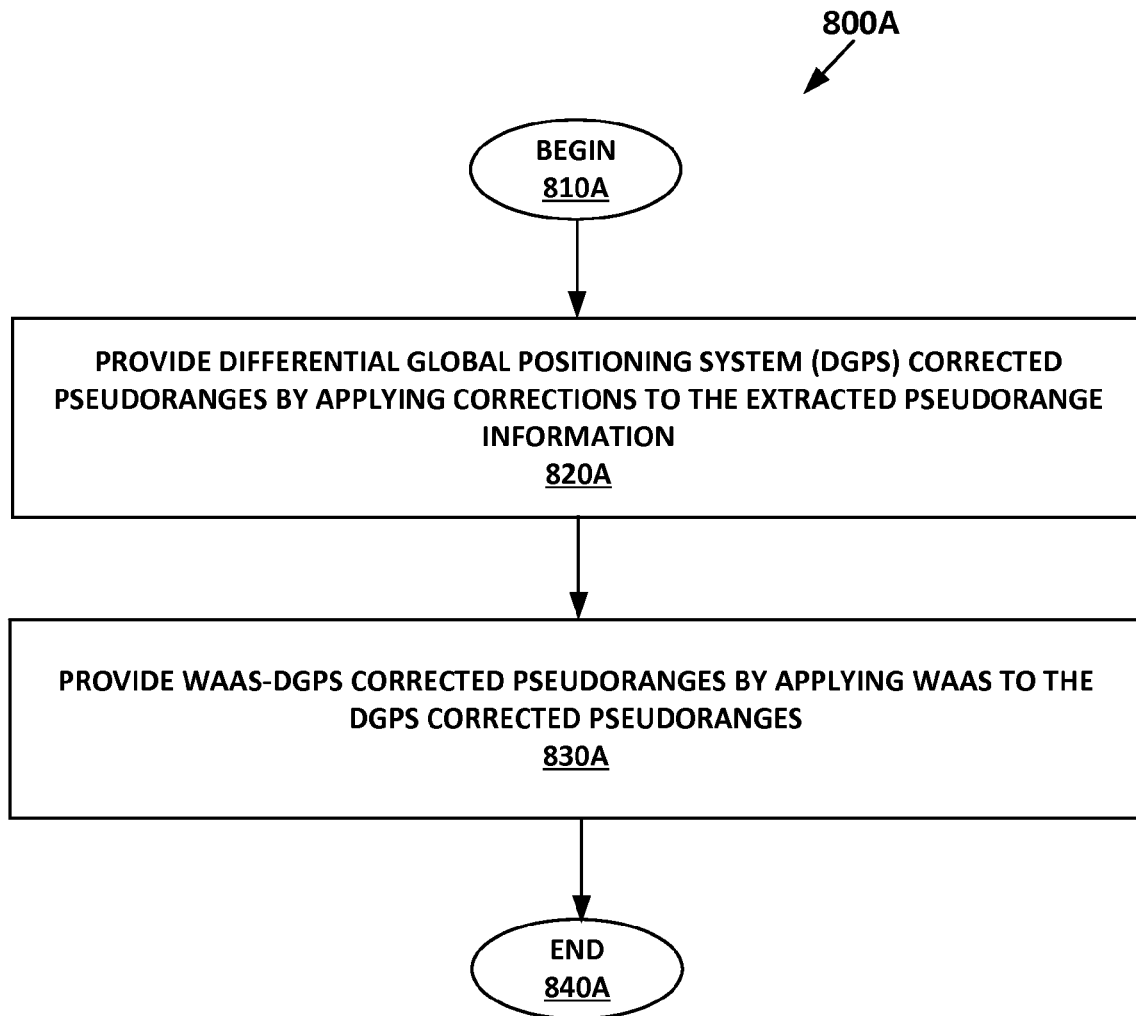 800A
BEGIN
810A
PROVIDE DIFFERENTIAL GLOBAL POSITIONING SYSTEM (DGPS) CORRECTED
PSEUDORANGES BY APPLYING CORRECTIONS TO THE EXTRACTED PSEUDORANGE
INFORMATION
820A
PROVIDE WAAS-DGPS CORRECTED PSEUDORANGES BY APPLYING WAAS TO THE
DGPS CORRECTED PSEUDORANGES
830A
END
840A